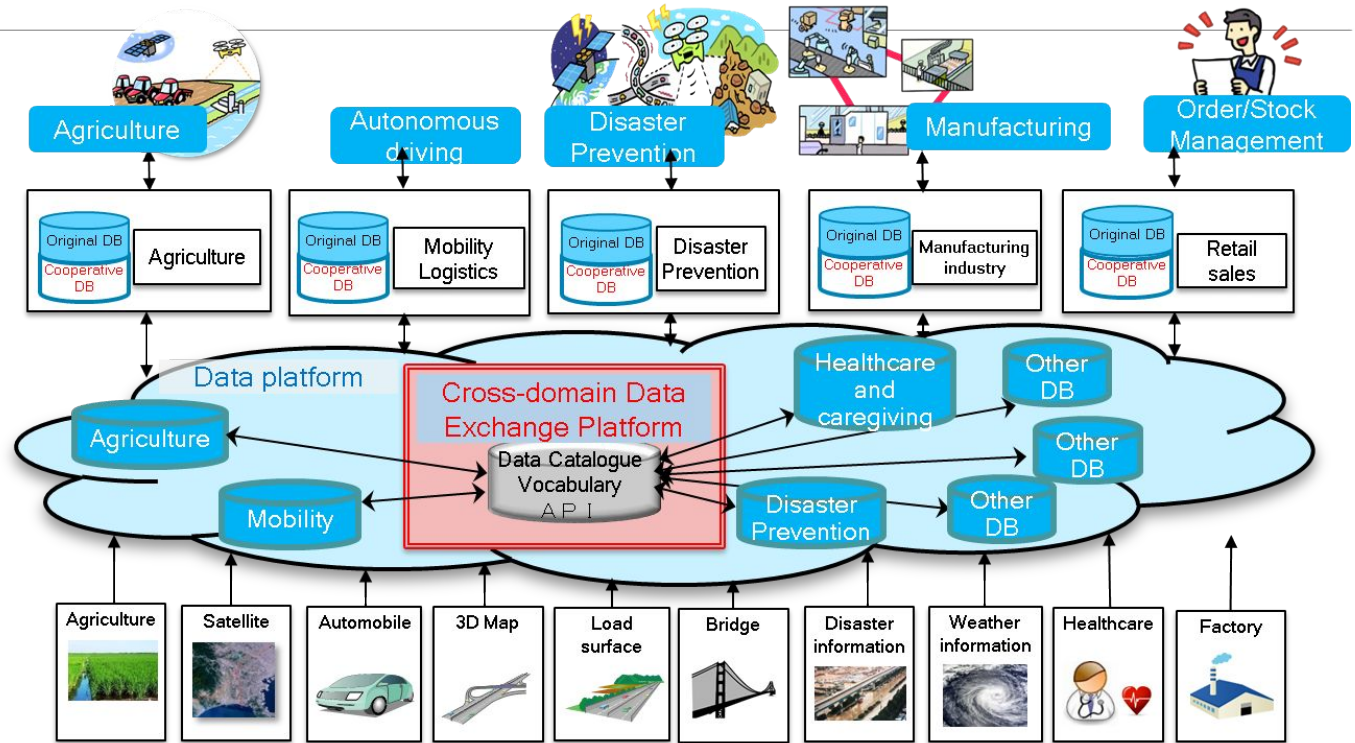 Agriculture
Autonomous
driving
Disaster
Prevention
Manufacturing
Order/Stock
Management
Original DB
Cooperative
DB
Agriculture
Original DB
Cooperative
DB
Mobility
Logistics
Original DB
Cooperative
DB
Disaster
Prevention
Original DB
Cooperative
DB
Manufacturing
industry
Original DB
Cooperative
DB
Retail
sales
Data platform
Cross-domain Data
Exchange Platform
Data Catalogue
Vocabulary
ＡＰＩ
Agriculture
Mobility
Healthcare
and
caregiving
Other
DB
Other
DB
Other
DB
Disaster
Prevention
Agriculture
Satellite
Automobile
3D Map
Load
surface
Bridge
Disaster
information
Weather
information
Healthcare
Factory